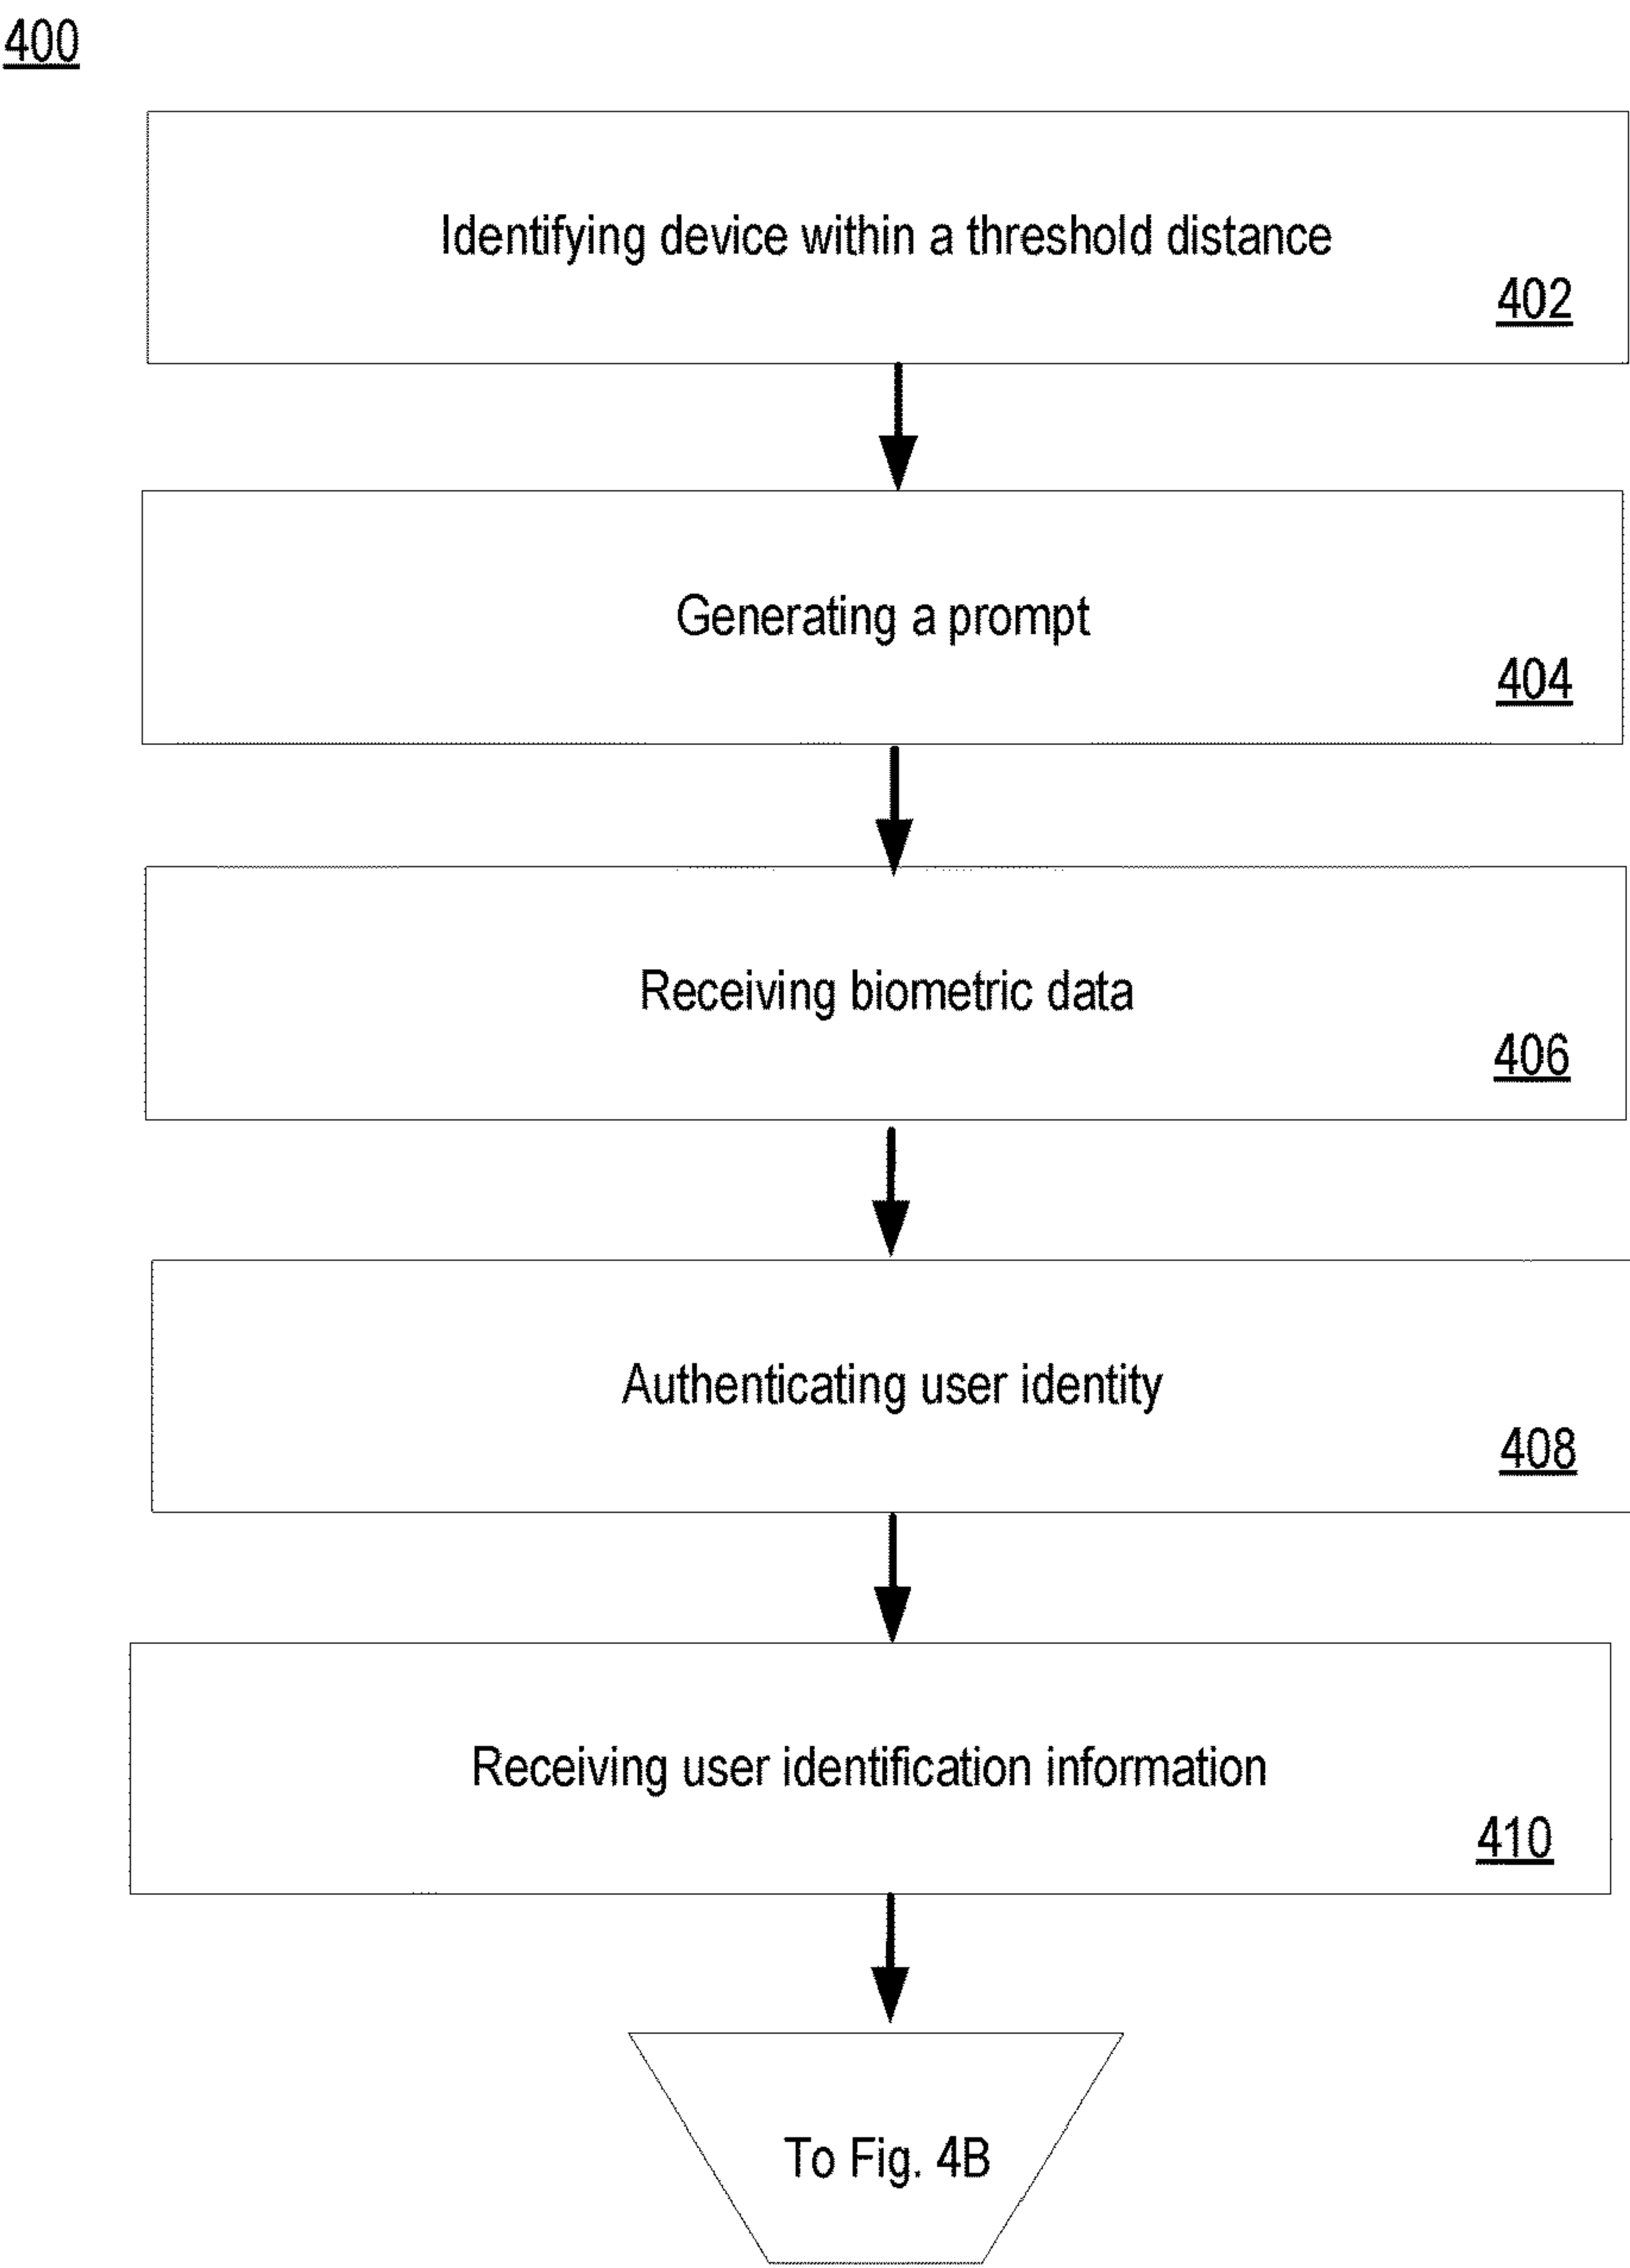 400
Identifying device within a threshold distance
402
Generating a prompt
404
Receiving biometric data
406
Authenticating user identity
408
Receiving user identification information
410
To Fig. 4B